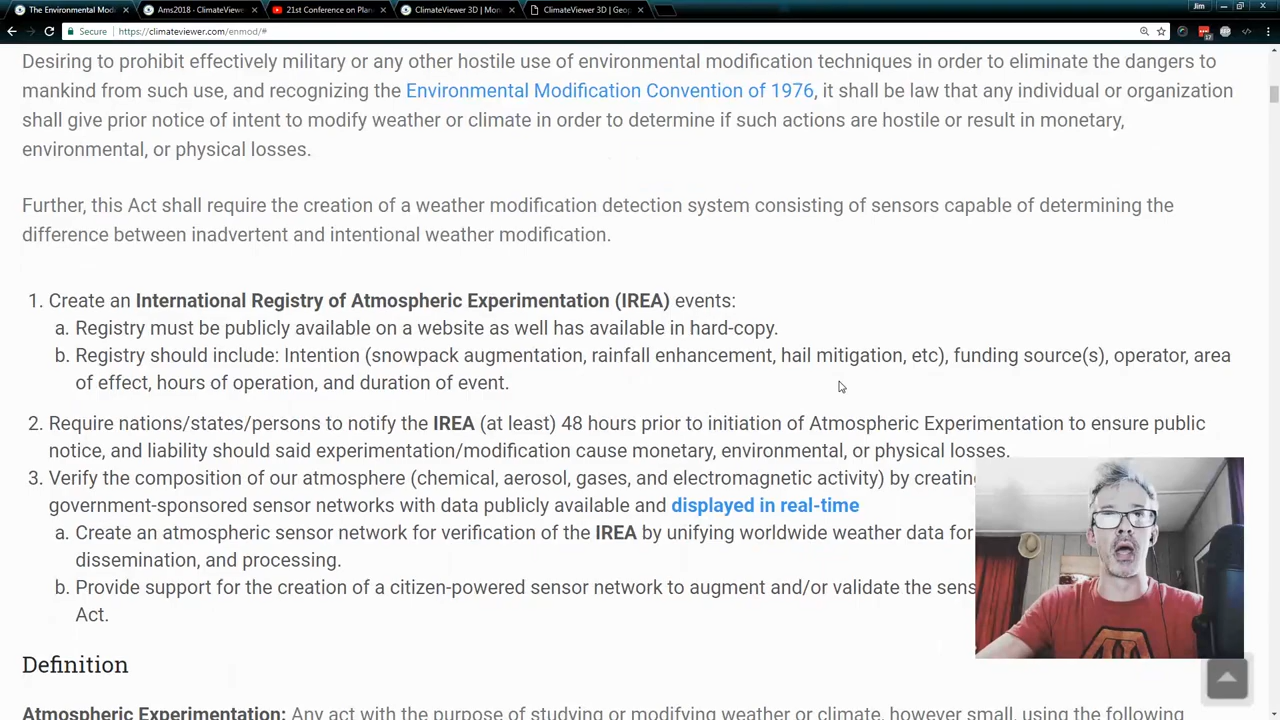 The Environmental Mod
Ams2018 - ClimateViewe
21st Conference on Plan
ClimateViewer 3D | Mon
ClimateViewer 3D | Geop
Jim
Secure
https://climateviewer.com/enmod/#
17
Desiring to prohibit effectively military or any other hostile use of environmental modification techniques in order to eliminate the dangers to
mankind from such use, and recognizing the Environmental Modification Convention of 1976, it shall be law that any individual or organization
shall give prior notice of intent to modify weather or climate in order to determine if such actions are hostile or result in monetary,
environmental, or physical losses.
Further, this Act shall require the creation of a weather modification detection system consisting of sensors capable of determining the
difference between inadvertent and intentional weather modification.
1. Create an International Registry of Atmospheric Experimentation (IREA) events:
a. Registry must be publicly available on a website as well has available in hard-copy.
b. Registry should include: Intention (snowpack augmentation, rainfall enhancement, hail mitigation, etc), funding source(s), operator, area
of effect, hours of operation, and duration of event.
2. Require nations/states/persons to notify the IREA (at least) 48 hours prior to initiation of Atmospheric Experimentation to ensure public
notice, and liability should said experimentation/modification cause monetary, environmental, or physical losses.
3. Verify the composition of our atmosphere (chemical, aerosol, gases, and electromagnetic activity) by creating
government-sponsored sensor networks with data publicly available and displayed in real-time
a. Create an atmospheric sensor network for verification of the IREA by unifying worldwide weather data for
dissemination, and processing.
b. Provide support for the creation of a citizen-powered sensor network to augment and/or validate the sens
Act.
Definition
Atmospheric Experimentation: Any act with the purpose of studying or modifying weather or climate, however small, using the following